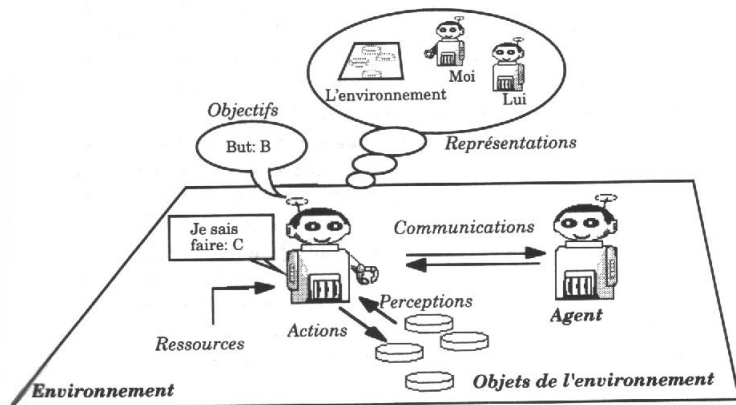 Moi
L'environnement
Lui
Objectifs
But: B
Représentations
Je sais
faire: C
Communications
Perceptions
Agent
Ressources
Actions
Environnement
Objets de l'environnement